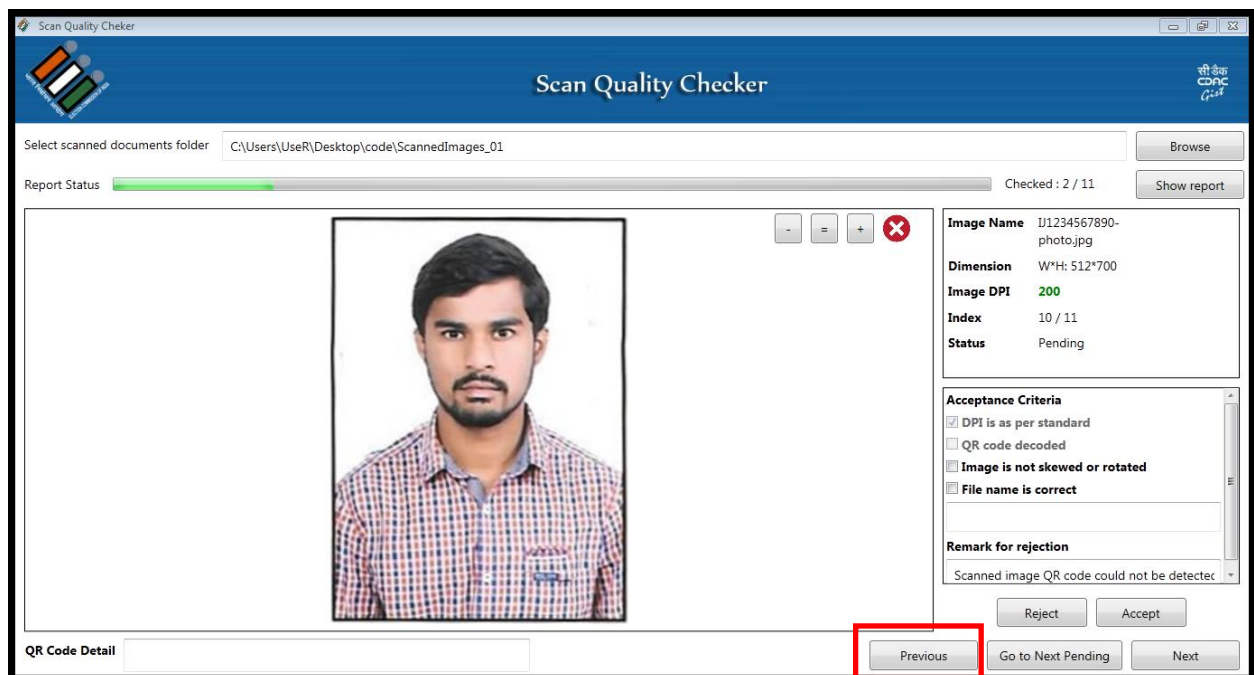 Scan Quality Cheker
Scan Quality Checker
सी डैक
CDAC
Gist
Select scanned documents folder C:\Users\UseR\Desktop\code\ScannedImages_01 Browse
Report Status Checked : 2 / 11 Show report
- = +
Image Name IJ1234567890-
photo.jpg
Dimension W*H: 512*700
Image DPI 200
Index 10 / 11
Status Pending
Acceptance Criteria
DPI is as per standard
QR code decoded
Image is not skewed or rotated
File name is correct
Remark for rejection
Scanned image QR code could not be detected
Reject Accept
QR Code Detail Previous Go to Next Pending Next